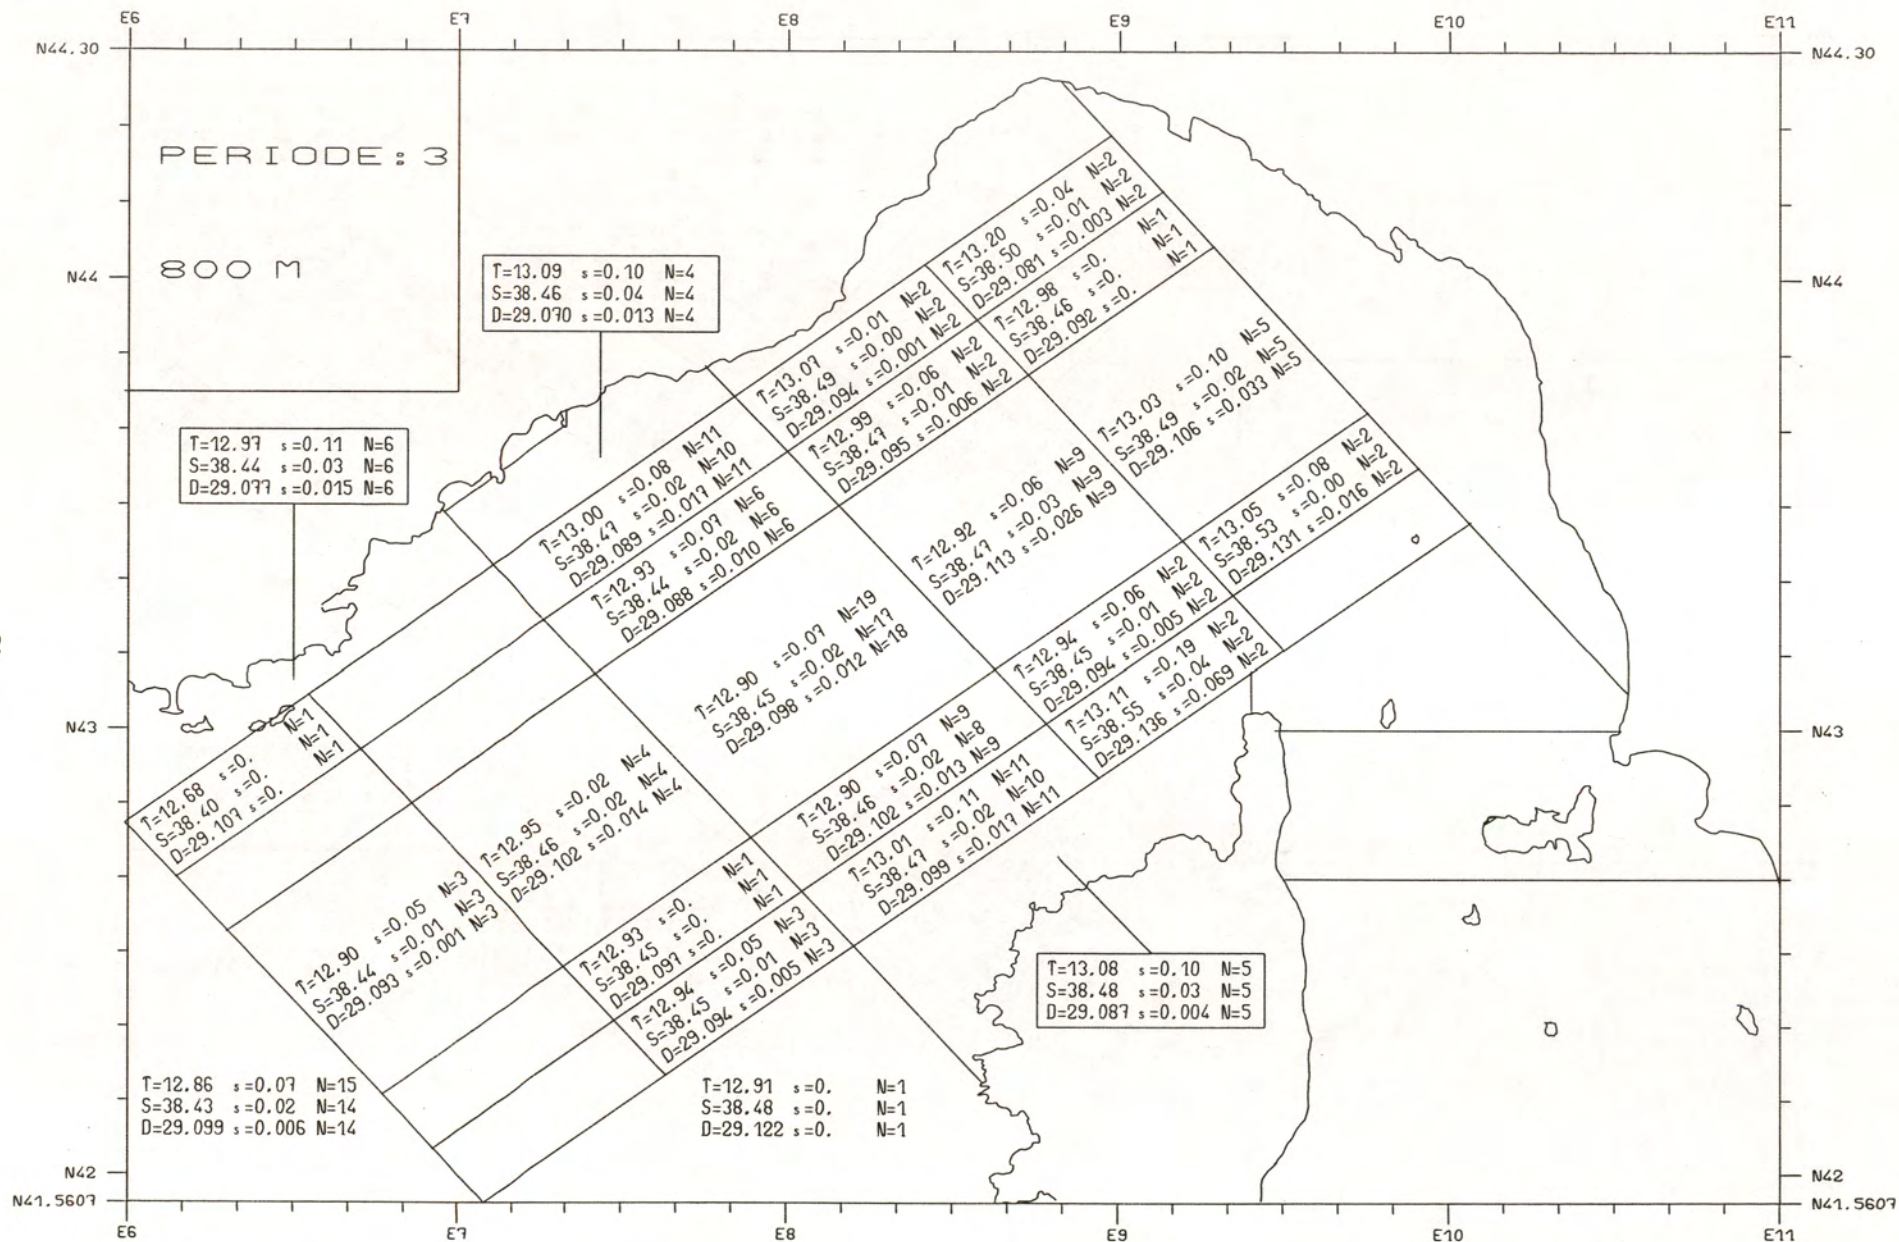 E6 E7 E8 E9 E10 E11
N44.30 N44.30
PERIODE: 3
800 M
N44 N44
T=13.09 s=0.10 N=4
S=38.46 s=0.04 N=4
D=29.070 s=0.013 N=4
T=12.97 s=0.11 N=6
S=38.44 s=0.03 N=6
D=29.077 s=0.015 N=6
T=13.20 s=0.04 N=2
S=38.50 s=0.01 N=2
D=29.081 s=0.003 N=2
T=12.98 s=0. N=1
S=38.46 s=0. N=1
D=29.092 s=0. N=1
T=13.07 s=0.01 N=2
S=38.49 s=0.00 N=2
D=29.094 s=0.001 N=2
T=12.99 s=0.06 N=2
S=38.47 s=0.01 N=2
D=29.095 s=0.006 N=2
T=13.03 s=0.10 N=5
S=38.49 s=0.02 N=5
D=29.106 s=0.033 N=5
T=13.00 s=0.08 N=11
S=38.47 s=0.02 N=10
D=29.089 s=0.017 N=11
T=12.93 s=0.07 N=6
S=38.44 s=0.02 N=6
D=29.088 s=0.010 N=6
T=12.92 s=0.06 N=9
S=38.47 s=0.03 N=9
D=29.113 s=0.026 N=9
T=13.05 s=0.08 N=2
S=38.53 s=0.00 N=2
D=29.131 s=0.016 N=2
T=12.90 s=0.07 N=19
S=38.45 s=0.02 N=17
D=29.098 s=0.012 N=18
T=12.94 s=0.06 N=2
S=38.45 s=0.01 N=2
D=29.094 s=0.005 N=2
T=13.11 s=0.19 N=2
S=38.55 s=0.04 N=2
D=29.136 s=0.069 N=2
N43 N43
T=12.68 s=0. N=1
S=38.40 s=0. N=1
D=29.107 s=0. N=1
T=12.95 s=0.02 N=4
S=38.46 s=0.02 N=4
D=29.102 s=0.014 N=4
T=12.90 s=0.07 N=9
S=38.46 s=0.02 N=8
D=29.102 s=0.013 N=9
T=13.01 s=0.11 N=11
S=38.47 s=0.02 N=10
D=29.099 s=0.017 N=11
T=12.90 s=0.05 N=3
S=38.44 s=0.01 N=3
D=29.093 s=0.001 N=3
T=12.93 s=0. N=1
S=38.45 s=0. N=1
D=29.097 s=0. N=1
T=12.94 s=0.05 N=3
S=38.45 s=0.01 N=3
D=29.094 s=0.005 N=3
T=13.08 s=0.10 N=5
S=38.48 s=0.03 N=5
D=29.087 s=0.004 N=5
T=12.86 s=0.07 N=15
S=38.43 s=0.02 N=14
D=29.099 s=0.006 N=14
T=12.91 s=0. N=1
S=38.48 s=0. N=1
D=29.122 s=0. N=1
N42 N42
N41.5607 N41.5607
E6 E7 E8 E9 E10 E11